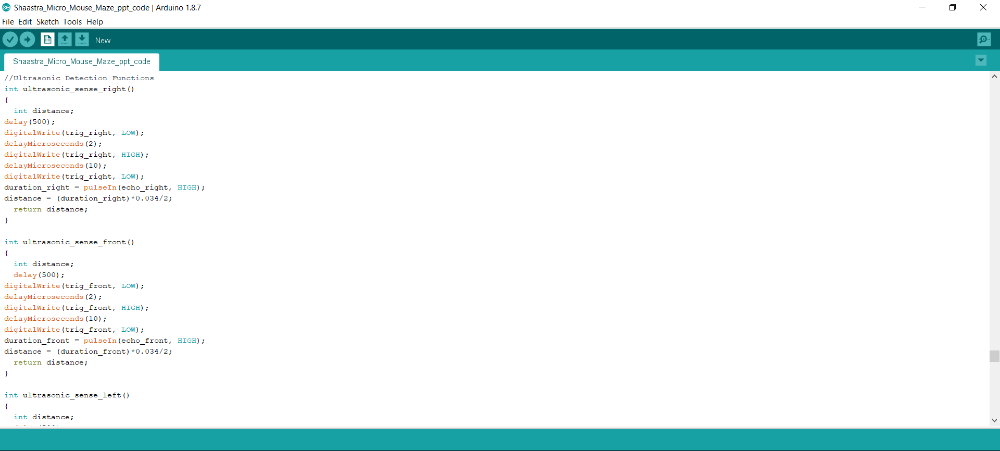 Shaastra_Micro_Mouse_Maze_ppt_code | Arduino 1.8.7
File Edit Sketch Tools Help
New
Shaastra_Micro_Mouse_Maze_ppt_code
//Ultrasonic Detection Functions
int ultrasonic_sense_right()
{
  int distance;
delay(500);
digitalWrite(trig_right, LOW);
delayMicroseconds(2);
digitalWrite(trig_right, HIGH);
delayMicroseconds(10);
digitalWrite(trig_right, LOW);
duration_right = pulseIn(echo_right, HIGH);
distance = (duration_right)*0.034/2;
  return distance;
}

int ultrasonic_sense_front()
{
  int distance;
  delay(500);
digitalWrite(trig_front, LOW);
delayMicroseconds(2);
digitalWrite(trig_front, HIGH);
delayMicroseconds(10);
digitalWrite(trig_front, LOW);
duration_front = pulseIn(echo_front, HIGH);
distance = (duration_front)*0.034/2;
  return distance;
}

int ultrasonic_sense_left()
{
  int distance;